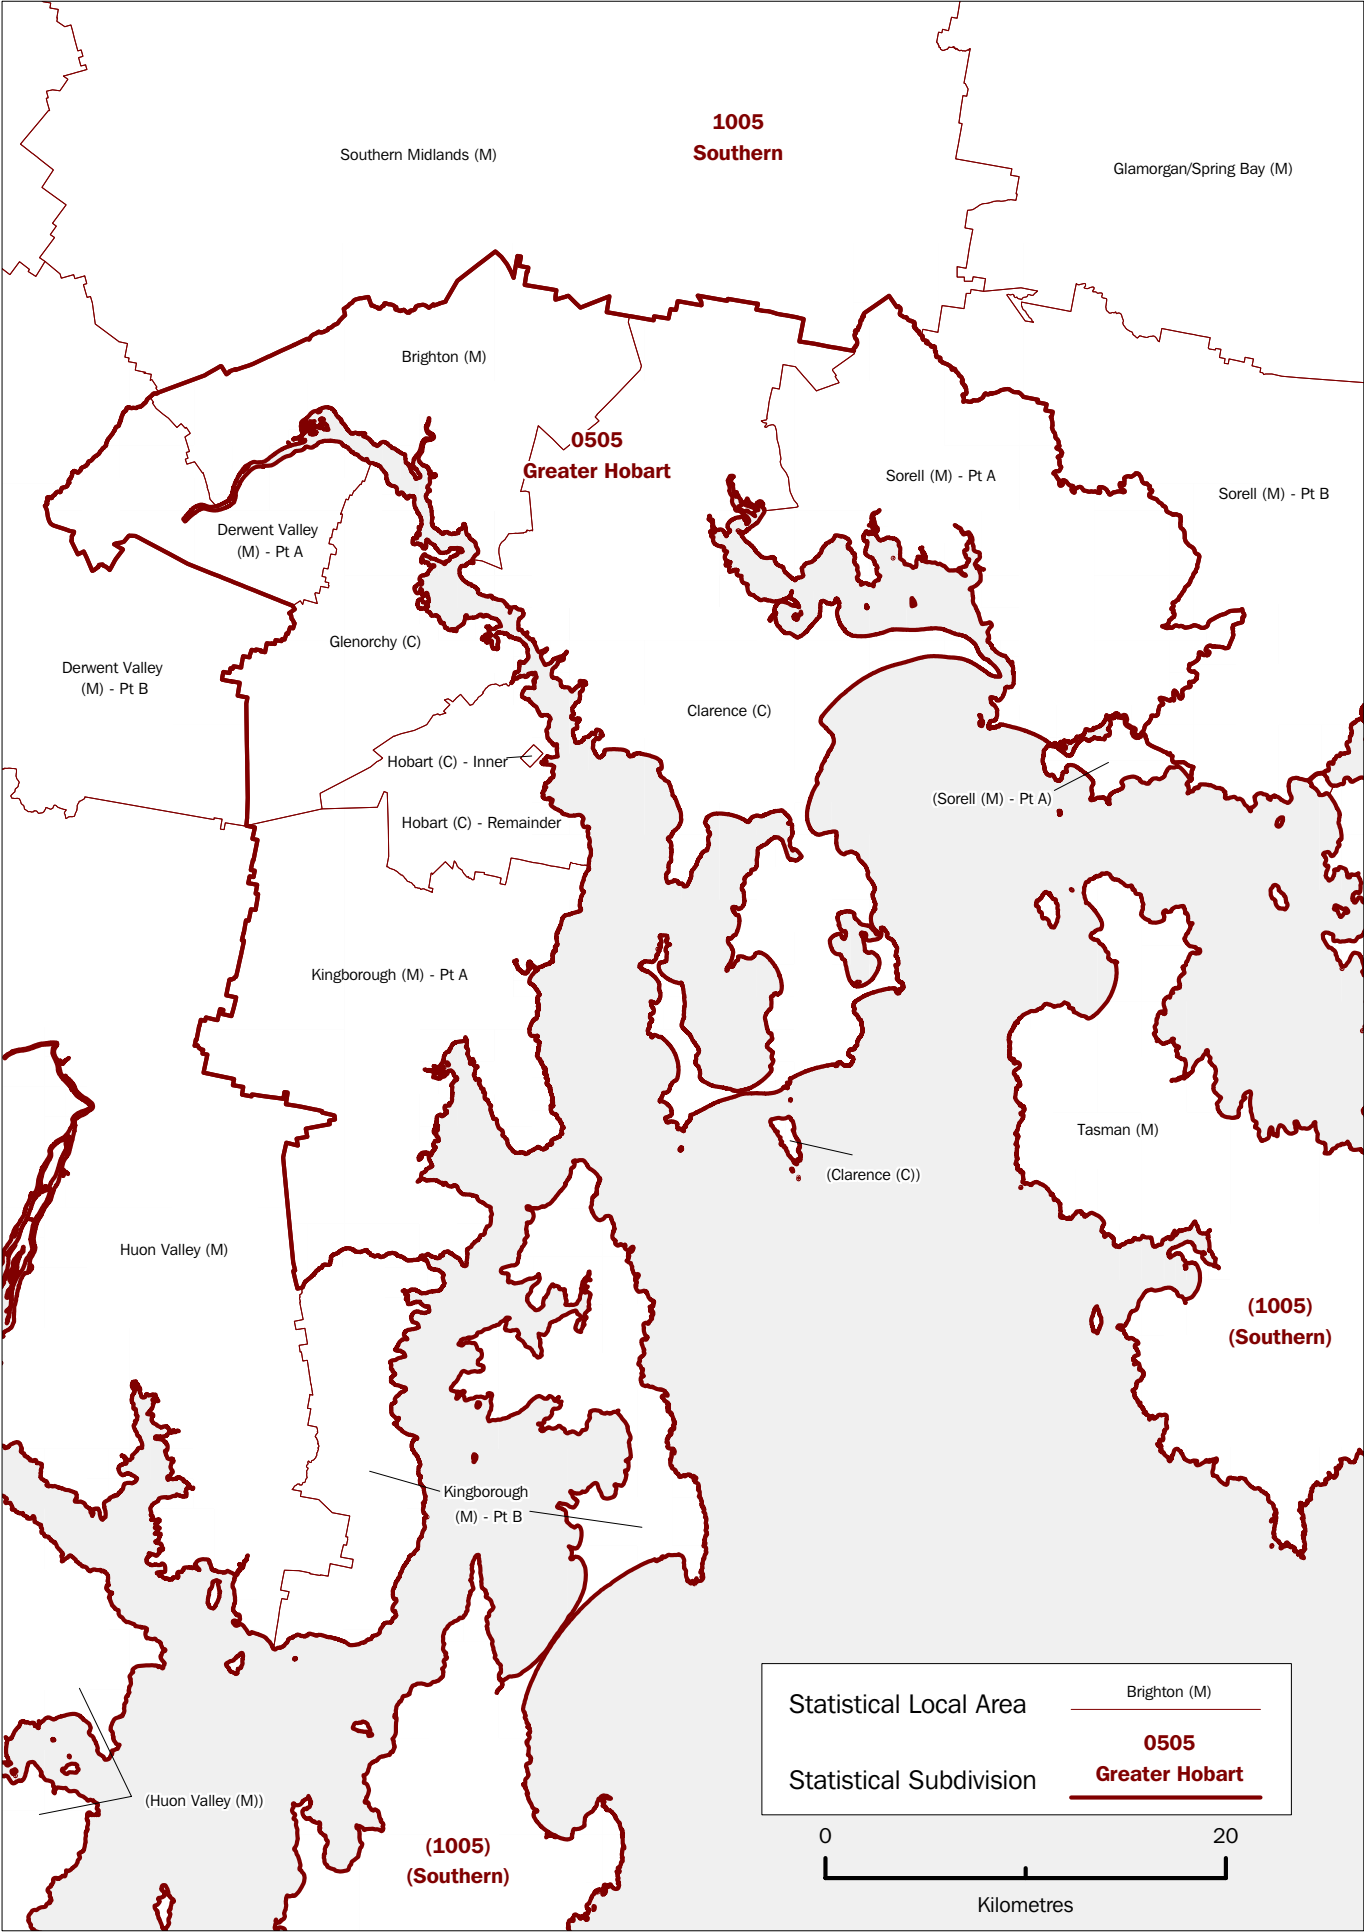 1005
Southern
Southern Midlands (M)
Glamorgan/Spring Bay (M)
Brighton (M)
0505
Greater Hobart
Sorell (M) - Pt A
Sorell (M) - Pt B
Derwent Valley
(M) - Pt A
Glenorchy (C)
Derwent Valley
(M) - Pt B
Clarence (C)
Hobart (C) - Inner
(Sorell (M) - Pt A)
Hobart (C) - Remainder
Kingborough (M) - Pt A
Tasman (M)
(Clarence (C))
Huon Valley (M)
(1005)
(Southern)
Kingborough
(M) - Pt B
(Huon Valley (M))
(1005)
(Southern)
Statistical Local Area
Brighton (M)
0505
Greater Hobart
Statistical Subdivision
0
20
Kilometres